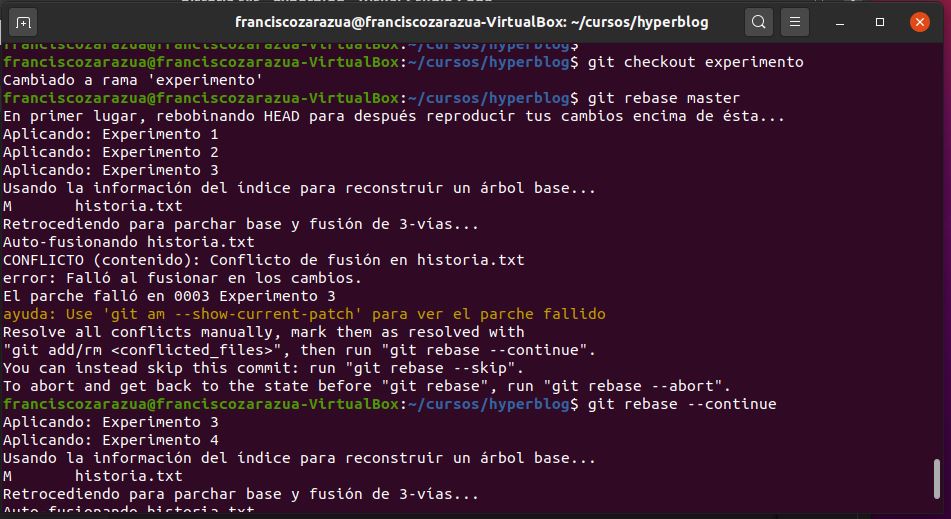 franciscozarazua@franciscozarazua-VirtualBox: ~/cursos/hyperblog
franciscozarazua@franciscozarazua-VirtualBox:~/cursos/hyperblog$
franciscozarazua@franciscozarazua-VirtualBox:~/cursos/hyperblog$ git checkout experimento
Cambiado a rama 'experimento'
franciscozarazua@franciscozarazua-VirtualBox:~/cursos/hyperblog$ git rebase master
En primer lugar, rebobinando HEAD para después reproducir tus cambios encima de ésta...
Aplicando: Experimento 1
Aplicando: Experimento 2
Aplicando: Experimento 3
Usando la información del índice para reconstruir un árbol base...
M       historia.txt
Retrocediendo para parchar base y fusión de 3-vías...
Auto-fusionando historia.txt
CONFLICTO (contenido): Conflicto de fusión en historia.txt
error: Falló al fusionar en los cambios.
El parche falló en 0003 Experimento 3
ayuda: Use 'git am --show-current-patch' para ver el parche fallido
Resolve all conflicts manually, mark them as resolved with
"git add/rm <conflicted_files>", then run "git rebase --continue".
You can instead skip this commit: run "git rebase --skip".
To abort and get back to the state before "git rebase", run "git rebase --abort".
franciscozarazua@franciscozarazua-VirtualBox:~/cursos/hyperblog$ git rebase --continue
Aplicando: Experimento 3
Aplicando: Experimento 4
Usando la información del índice para reconstruir un árbol base...
M       historia.txt
Retrocediendo para parchar base y fusión de 3-vías...
Auto-fusionando historia.txt